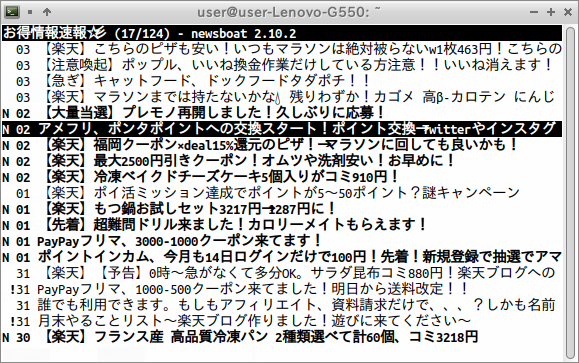 user@user-Lenovo-G550: ~
お得情報速報☆彡 (17/124) - newsboat 2.10.2
03 【楽天】こちらのピザも安い！いつもマラソンは絶対被らないw1枚463円！こちらの
03 【注意喚起】ポップル、いいね換金作業だけしている方注意！！いいね消えます！
03 【急ぎ】キャットフード、ドックフードタダポチ！！
03 【楽天】マラソンまでは持たないかな💧 残りわずか！カゴメ 高β-カロテン にんじ
N 02 【大量当選】プレモノ再開しました！久しぶりに応募！
N 02 アメフリ、ポンタポイントへの交換スタート！ポイント交換→Twitterやインスタグ
N 02 【楽天】福岡クーポン×deal15%還元のピザ！→マラソンに回しても良いかも！
N 02 【楽天】最大2500円引きクーポン！オムツや洗剤安い！お早めに！
N 02 【楽天】冷凍ベイクドチーズケーキ5個入りがコミ910円！
01 【楽天】ポイ活ミッション達成でポイントが5～50ポイント？謎キャンペーン
N 01 【楽天】もつ鍋お試しセット3217円→1287円に！
N 01 【先着】超難問ドリル来ました！カロリーメイトもらえます！
N 01 PayPayフリマ、3000-1000クーポン来てます！
N 01 ポイントインカム、今月も14日ログインだけで100円！先着！新規登録で抽選でアマ
31 【楽天】【予告】0時～急がなくて多分OK。サラダ昆布コミ880円！楽天ブログへの
!31 PayPayフリマ、1000-500クーポン来てました！明日から送料改定！！
31 誰でも利用できます。もしもアフィリエイト、資料請求だけで、、、？しかも名前
!31 月末やることリスト～楽天ブログ作りました！遊びに来てください～
N 30 【楽天】フランス産 高品質冷凍パン 2種類選べて計60個、コミ3218円